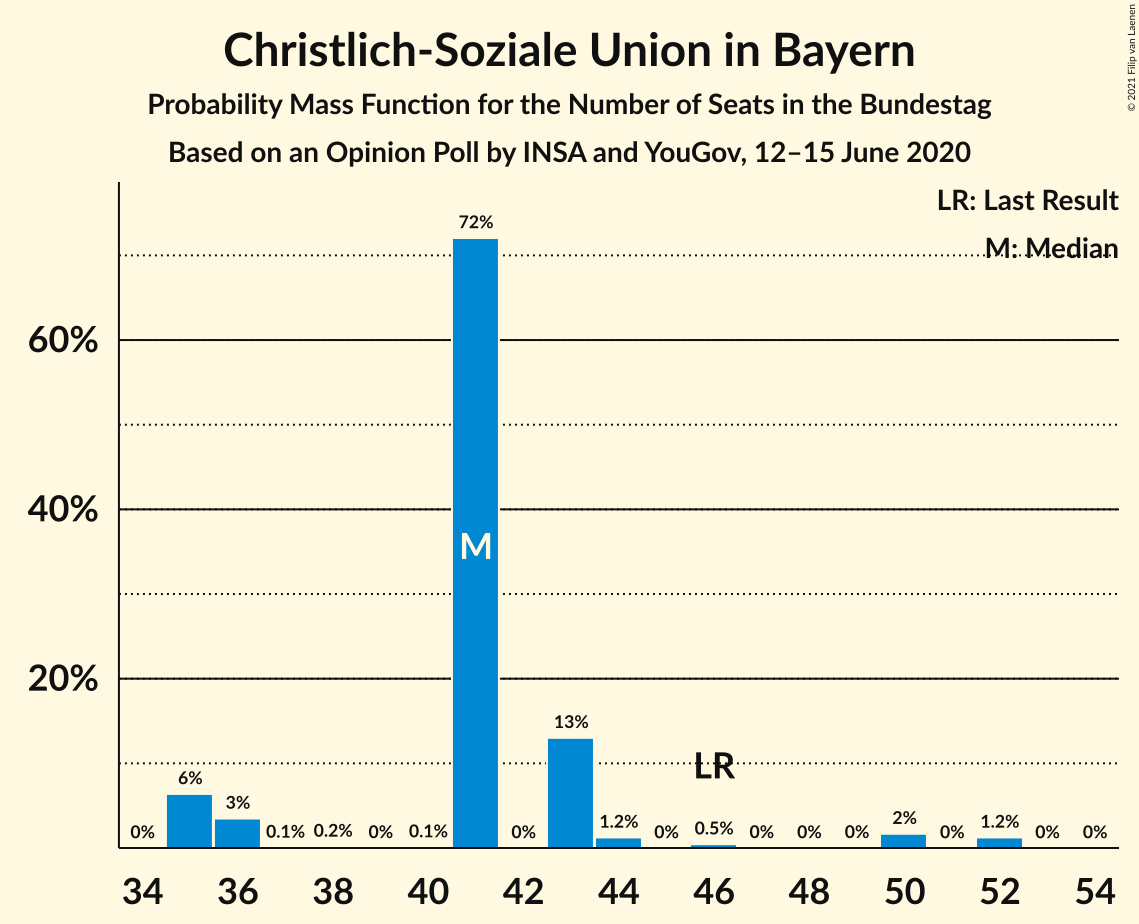 Christlich-Soziale Union in Bayern
Probability Mass Function for the Number of Seats in the Bundestag
Based on an Opinion Poll by INSA and YouGov, 12–15 June 2020
© 2021 Filip van Laenen
LR: Last Result
M: Median
60%
40%
20%
0%
6%
3%
0.1%
0.2%
0%
0.1%
72%
M
0%
13%
1.2%
0%
LR
0.5%
0%
0%
0%
2%
0%
1.2%
0%
0%
34 36 38 40 42 44 46 48 50 52 54